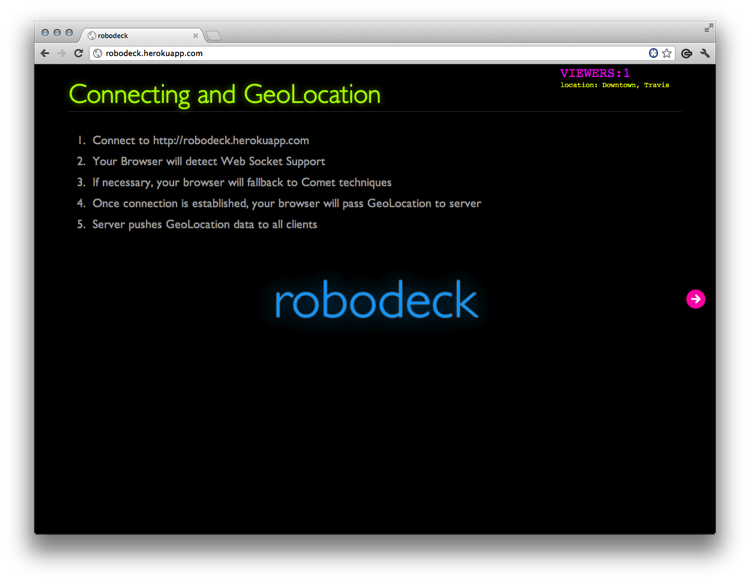 robodeck
robodeck.herokuapp.com
VIEWERS:1
location: Downtown, Travis
Connecting and GeoLocation
1. Connect to http://robodeck.herokuapp.com
2. Your Browser will detect Web Socket Support
3. If necessary, your browser will fallback to Comet techniques
4. Once connection is established, your browser will pass GeoLocation to server
5. Server pushes GeoLocation data to all clients
robodeck